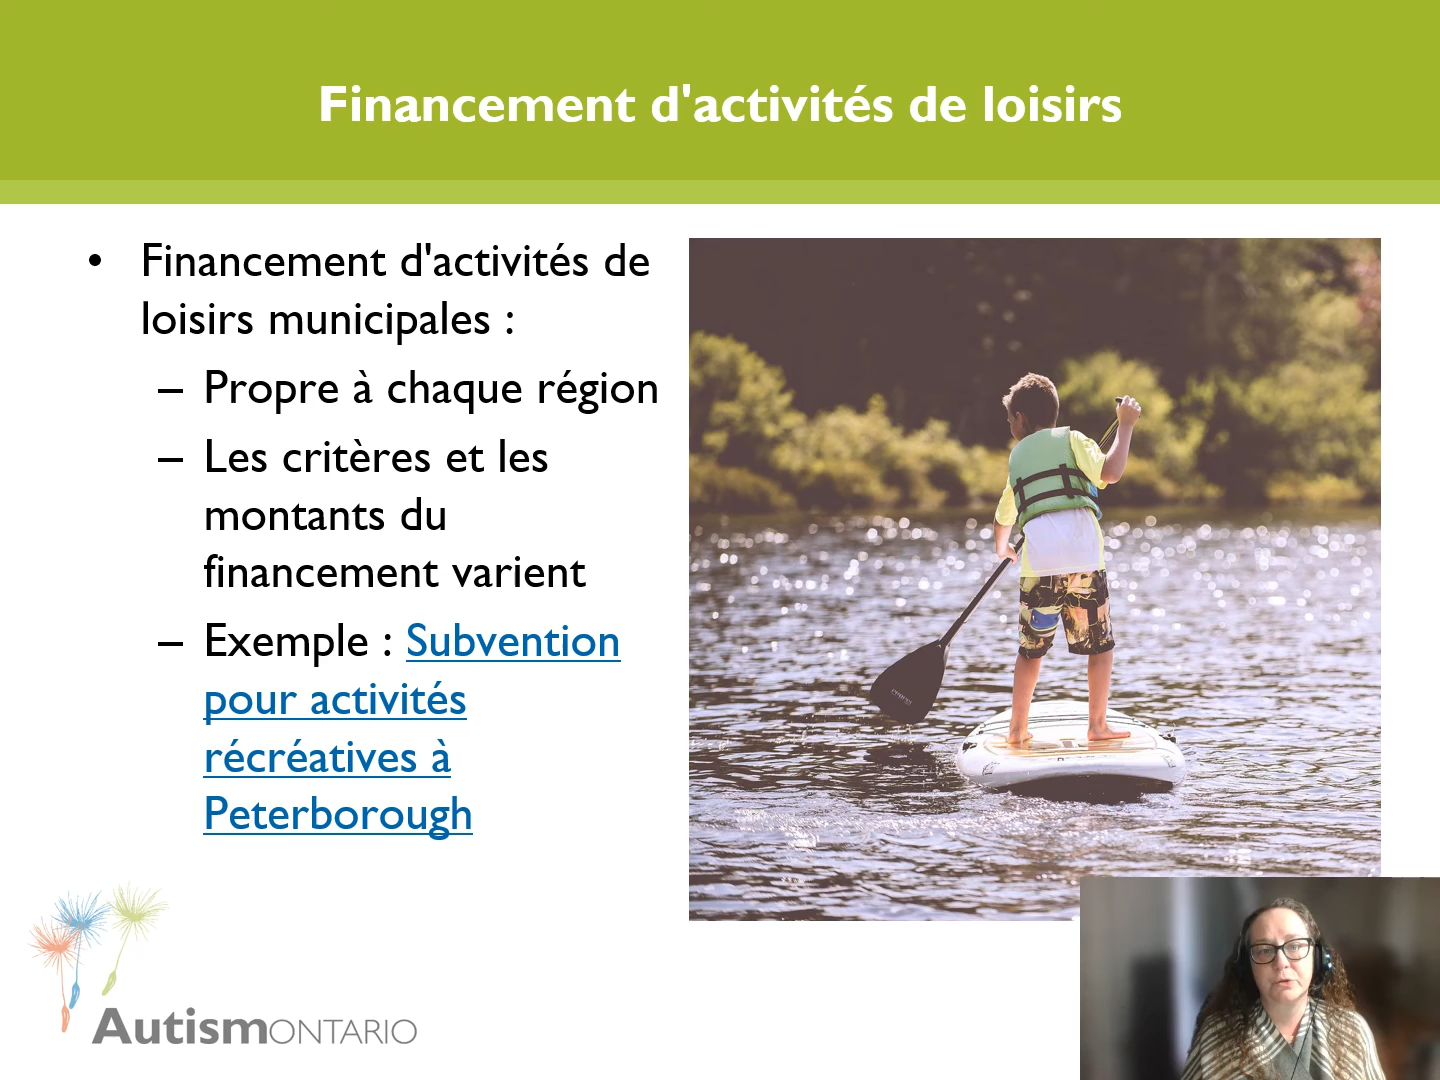 Financement d'activités de loisirs
• Financement d'activités de
loisirs municipales :
– Propre à chaque région
– Les critères et les
montants du
financement varient
– Exemple : Subvention
pour activités
récréatives à
Peterborough
AutismONTARIO